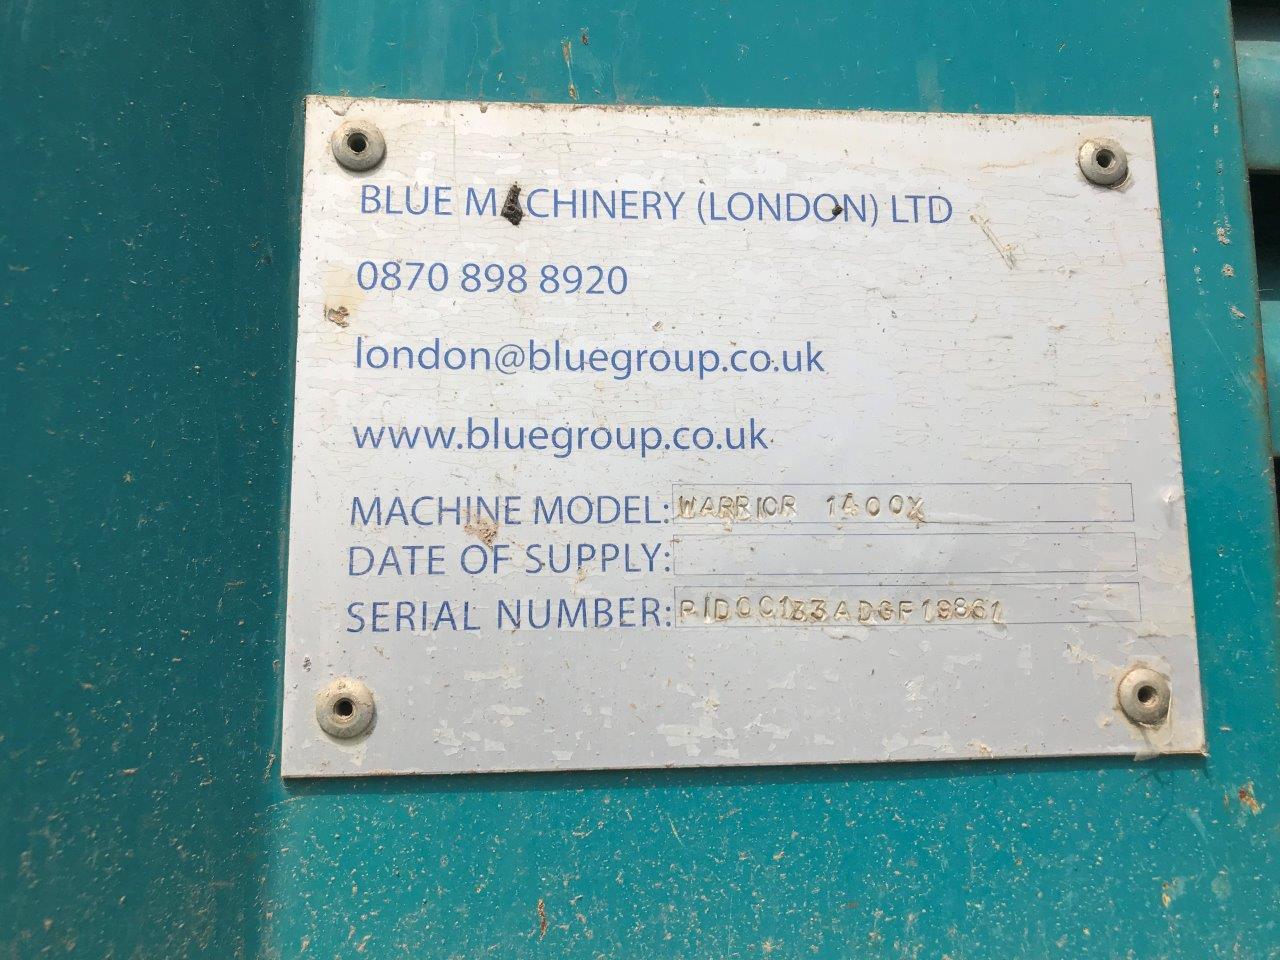 BLUE MACHINERY (LONDON) LTD
0870 898 8920
london@bluegroup.co.uk
www.bluegroup.co.uk
MACHINE MODEL: WARRIOR 1400X
DATE OF SUPPLY:
SERIAL NUMBER: PID00133ADGF19861